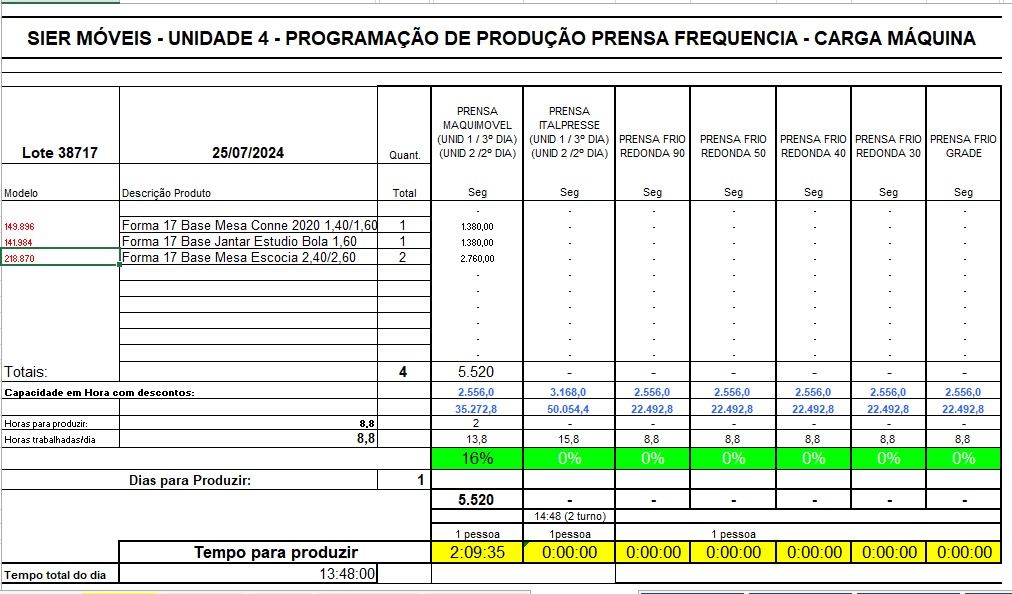 SIER MÓVEIS - UNIDADE 4 - PROGRAMAÇÃO DE PRODUÇÃO PRENSA FREQUENCIA - CARGA MÁQUINA
Lote 38717 25/07/2024 Quant. PRENSA MAQUIMOVEL (UNID 1 / 3º DIA) (UNID 2 /2º DIA) PRENSA ITALPRESSE (UNID 1 / 3º DIA) (UNID 2 /2º DIA) PRENSA FRIO REDONDA 90 PRENSA FRIO REDONDA 50 PRENSA FRIO REDONDA 40 PRENSA FRIO REDONDA 30 PRENSA FRIO GRADE
Modelo Descrição Produto Total Seg Seg Seg Seg Seg Seg Seg
- - - - - - -
149.896 Forma 17 Base Mesa Conne 2020 1,40/1,60 1 1.380,00 - - - - - -
141.984 Forma 17 Base Jantar Estudio Bola 1,60 1 1.380,00 - - - - - -
218.870 Forma 17 Base Mesa Escocia 2,40/2,60 2 2.760,00 - - - - - -
- - - - - - -
- - - - - - -
- - - - - - -
- - - - - - -
- - - - - - -
- - - - - - -
Totais: 4 5.520 - - - - - -
Capacidade em Hora com descontos: 2.556,0 3.168,0 2.556,0 2.556,0 2.556,0 2.556,0 2.556,0
35.272,8 50.054,4 22.492,8 22.492,8 22.492,8 22.492,8 22.492,8
Horas para produzir: 8,8 2 - - - - - -
Horas trabalhadas/dia 8,8 13,8 15,8 8,8 8,8 8,8 8,8 8,8
16% 0% 0% 0% 0% 0% 0%
Dias para Produzir: 1
5.520 - - - - - -
14:48 (2 turno)
1 pessoa 1pessoa 1 pessoa
Tempo para produzir 2:09:35 0:00:00 0:00:00 0:00:00 0:00:00 0:00:00 0:00:00
Tempo total do dia 13:48:00